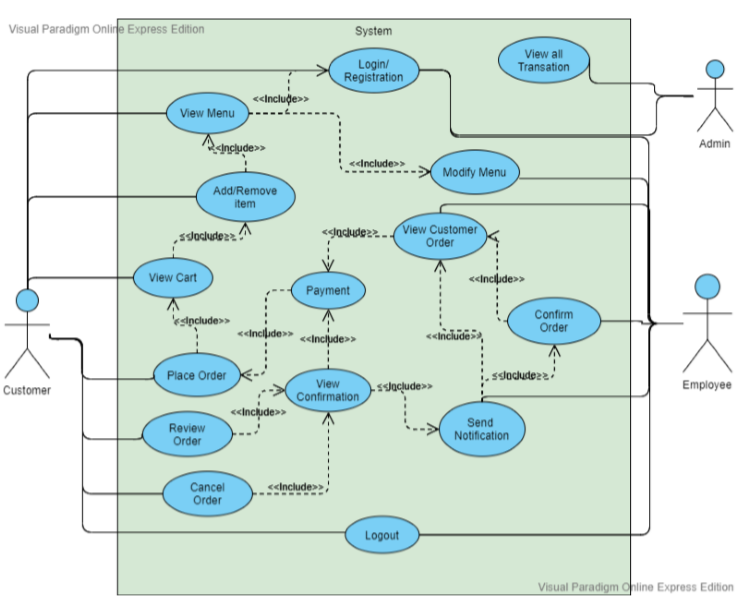 Visual Paradigm Online Express Edition
System
Login/
Registration
View all
Transation
<<Include>>
View Menu
Admin
<<Include>>
<<Include>>
Modify Menu
Add/Remove
item
<<Include>>
<<Include>>
View Customer
Order
View Cart
<<Include>>
Payment
<<Include>>
Confirm
Order
<<Include>>
<<Include>>
<<Include>>
Customer
Place Order
View
Confirmation
<<Include>>
<<Include>>
Employee
<<Include>>
Review
Order
Send
Notification
Cancel
Order
<<Include>>
Logout
Visual Paradigm Online Express Edition